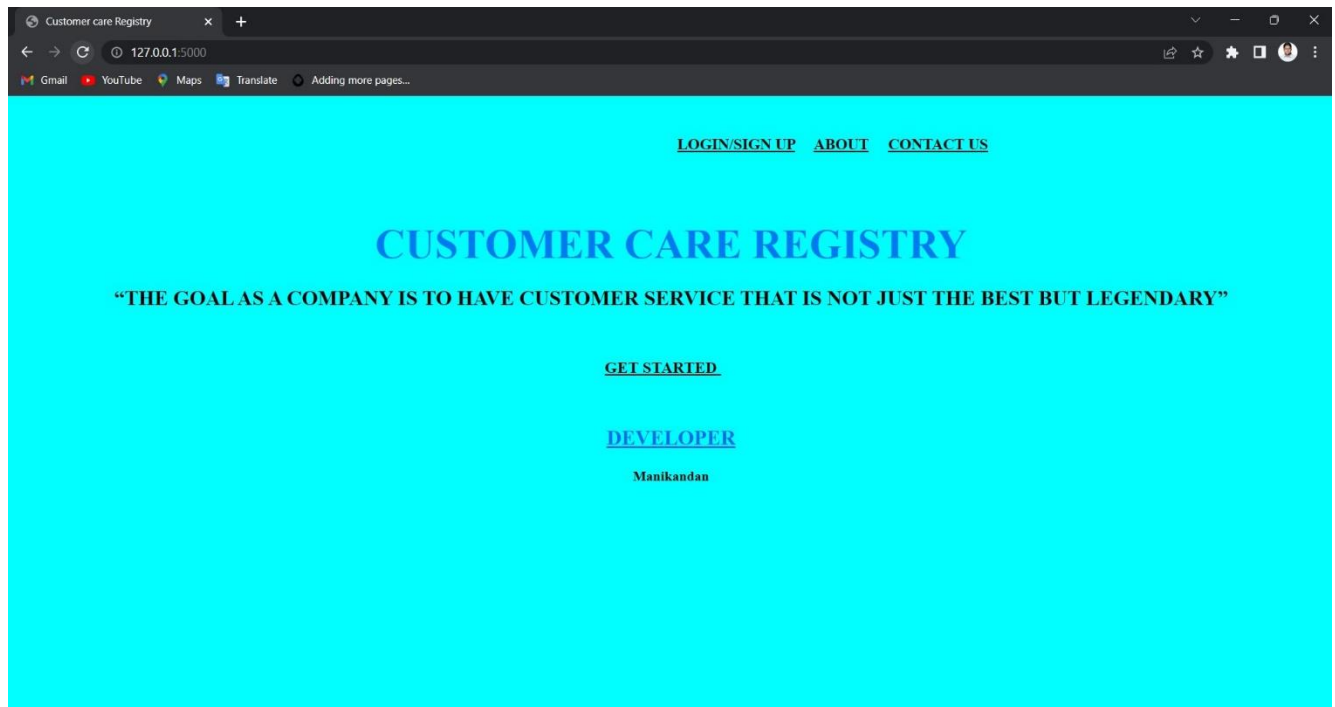 Customer care Registry
127.0.0.1:5000
Gmail YouTube Maps Translate Adding more pages...
LOGIN/SIGN UP ABOUT CONTACT US
CUSTOMER CARE REGISTRY
“THE GOAL AS A COMPANY IS TO HAVE CUSTOMER SERVICE THAT IS NOT JUST THE BEST BUT LEGENDARY”
GET STARTED
DEVELOPER
Manikandan